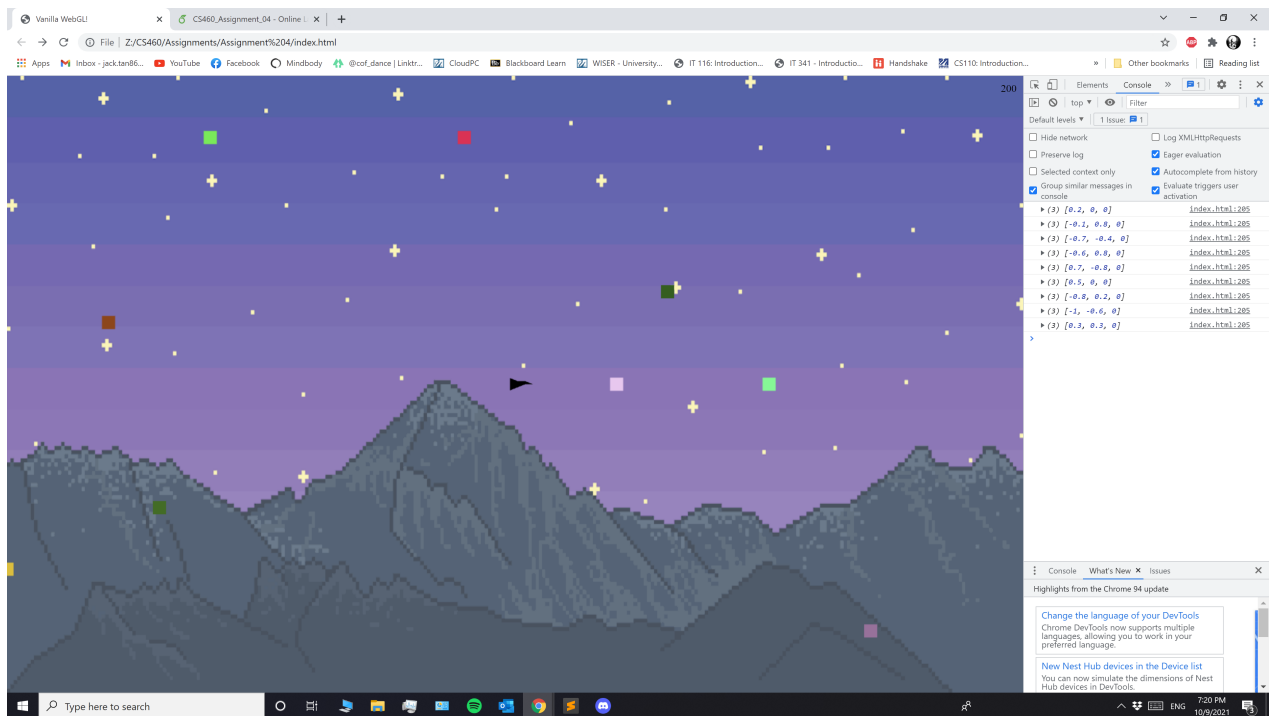 Vanilla WebGL!
CS460_Assignment_04 - Online L
File | Z:/CS460/Assignments/Assignment%204/index.html
ABP
Apps Inbox - jack.tan86... YouTube Facebook Mindbody @cof_dance | Linktr... CloudPC Blackboard Learn WISER - University... IT 116: Introduction... IT 341 - Introductio... Handshake CS110: Introduction... » Other bookmarks Reading list
200
Elements Console » 1
top ▼ Filter
Default levels ▼ 1 Issue: 1
Hide network Log XMLHttpRequests
Preserve log Eager evaluation
Selected context only Autocomplete from history
Group similar messages in console Evaluate triggers user activation
(3) [0.2, 0, 0] index.html:205
(3) [-0.1, 0.8, 0] index.html:205
(3) [-0.7, -0.4, 0] index.html:205
(3) [-0.6, 0.8, 0] index.html:205
(3) [0.7, -0.8, 0] index.html:205
(3) [0.5, 0, 0] index.html:205
(3) [-0.8, 0.2, 0] index.html:205
(3) [-1, -0.6, 0] index.html:205
(3) [0.3, 0.3, 0] index.html:205
Console What's New Issues
Highlights from the Chrome 94 update
Change the language of your DevTools
Chrome DevTools now supports multiple
languages, allowing you to work in your
preferred language.
New Nest Hub devices in the Device list
You can now simulate the dimensions of Nest
Hub devices in DevTools.
Type here to search
ENG
7:20 PM
10/9/2021
3